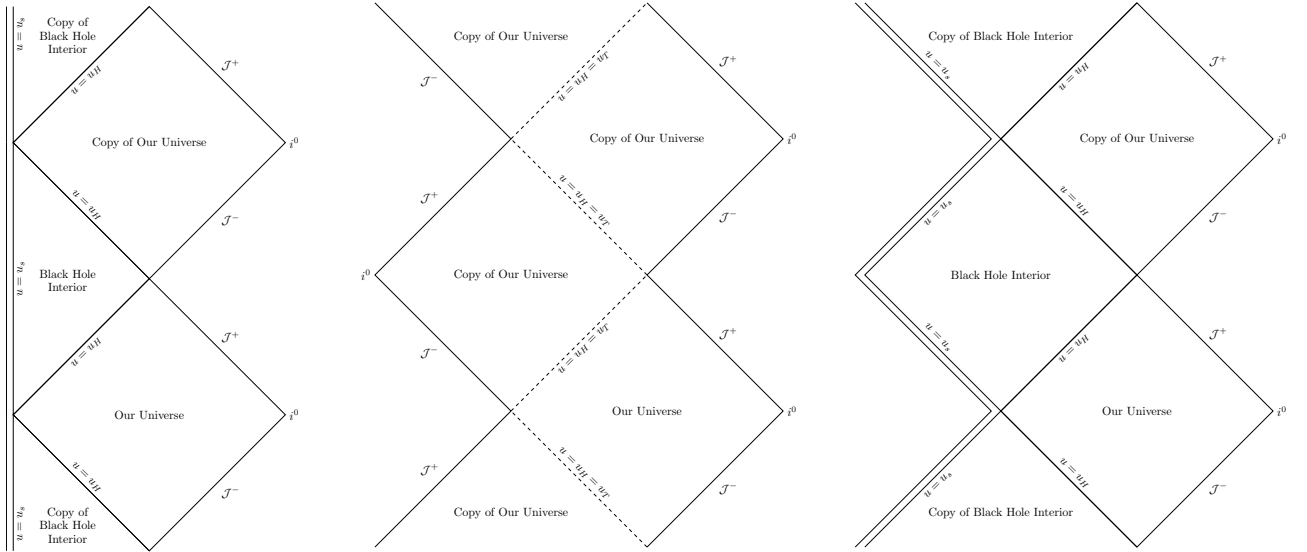 u = u_s
Copy of
Black Hole
Interior
u = u_H
𝒥⁺
Copy of Our Universe
i⁰
u = u_H
𝒥⁻
u = u_s
Black Hole
Interior
u = u_H
𝒥⁺
Our Universe
i⁰
u = u_H
𝒥⁻
u = u_s
Copy of
Black Hole
Interior
Copy of Our Universe
𝒥⁻
u = u_H = u_T
𝒥⁺
Copy of Our Universe
i⁰
𝒥⁺
u = u_H = u_T
𝒥⁻
i⁰
Copy of Our Universe
𝒥⁻
u = u_H = u_T
𝒥⁺
Our Universe
i⁰
𝒥⁺
u = u_H = u_T
𝒥⁻
Copy of Our Universe
Copy of Black Hole Interior
u = u_s
u = u_H
𝒥⁺
Copy of Our Universe
i⁰
u = u_s
u = u_H
𝒥⁻
Black Hole Interior
u = u_s
u = u_H
𝒥⁺
Our Universe
i⁰
u = u_s
u = u_H
𝒥⁻
Copy of Black Hole Interior